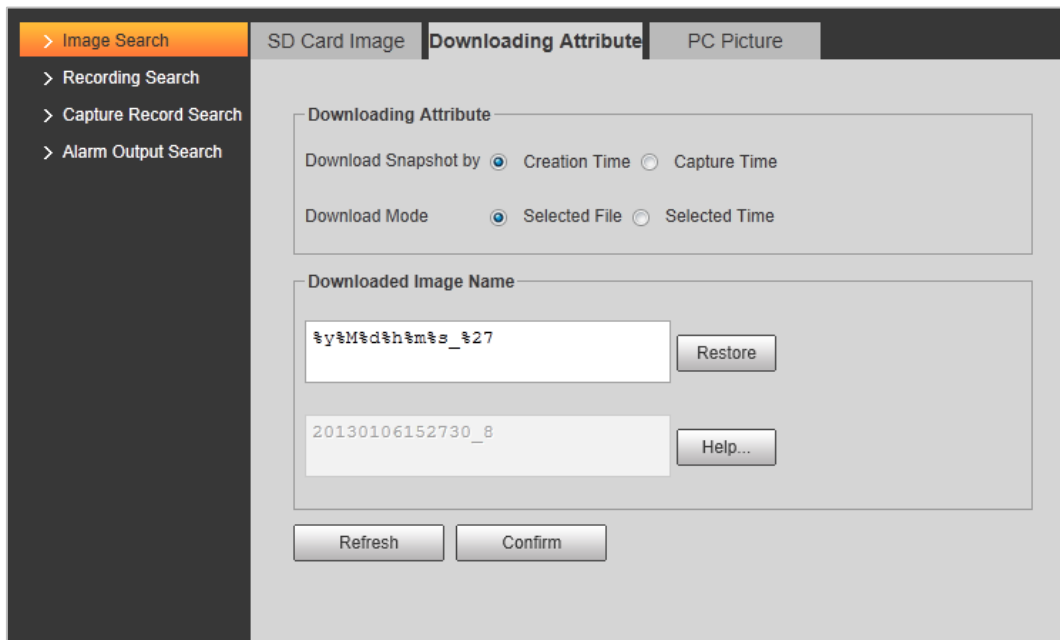 Image Search
Recording Search
Capture Record Search
Alarm Output Search
SD Card Image
Downloading Attribute
PC Picture
Downloading Attribute
Download Snapshot by Creation Time Capture Time
Download Mode Selected File Selected Time
Downloaded Image Name
%y%M%d%h%m%s_%27
Restore
20130106152730_8
Help...
Refresh Confirm